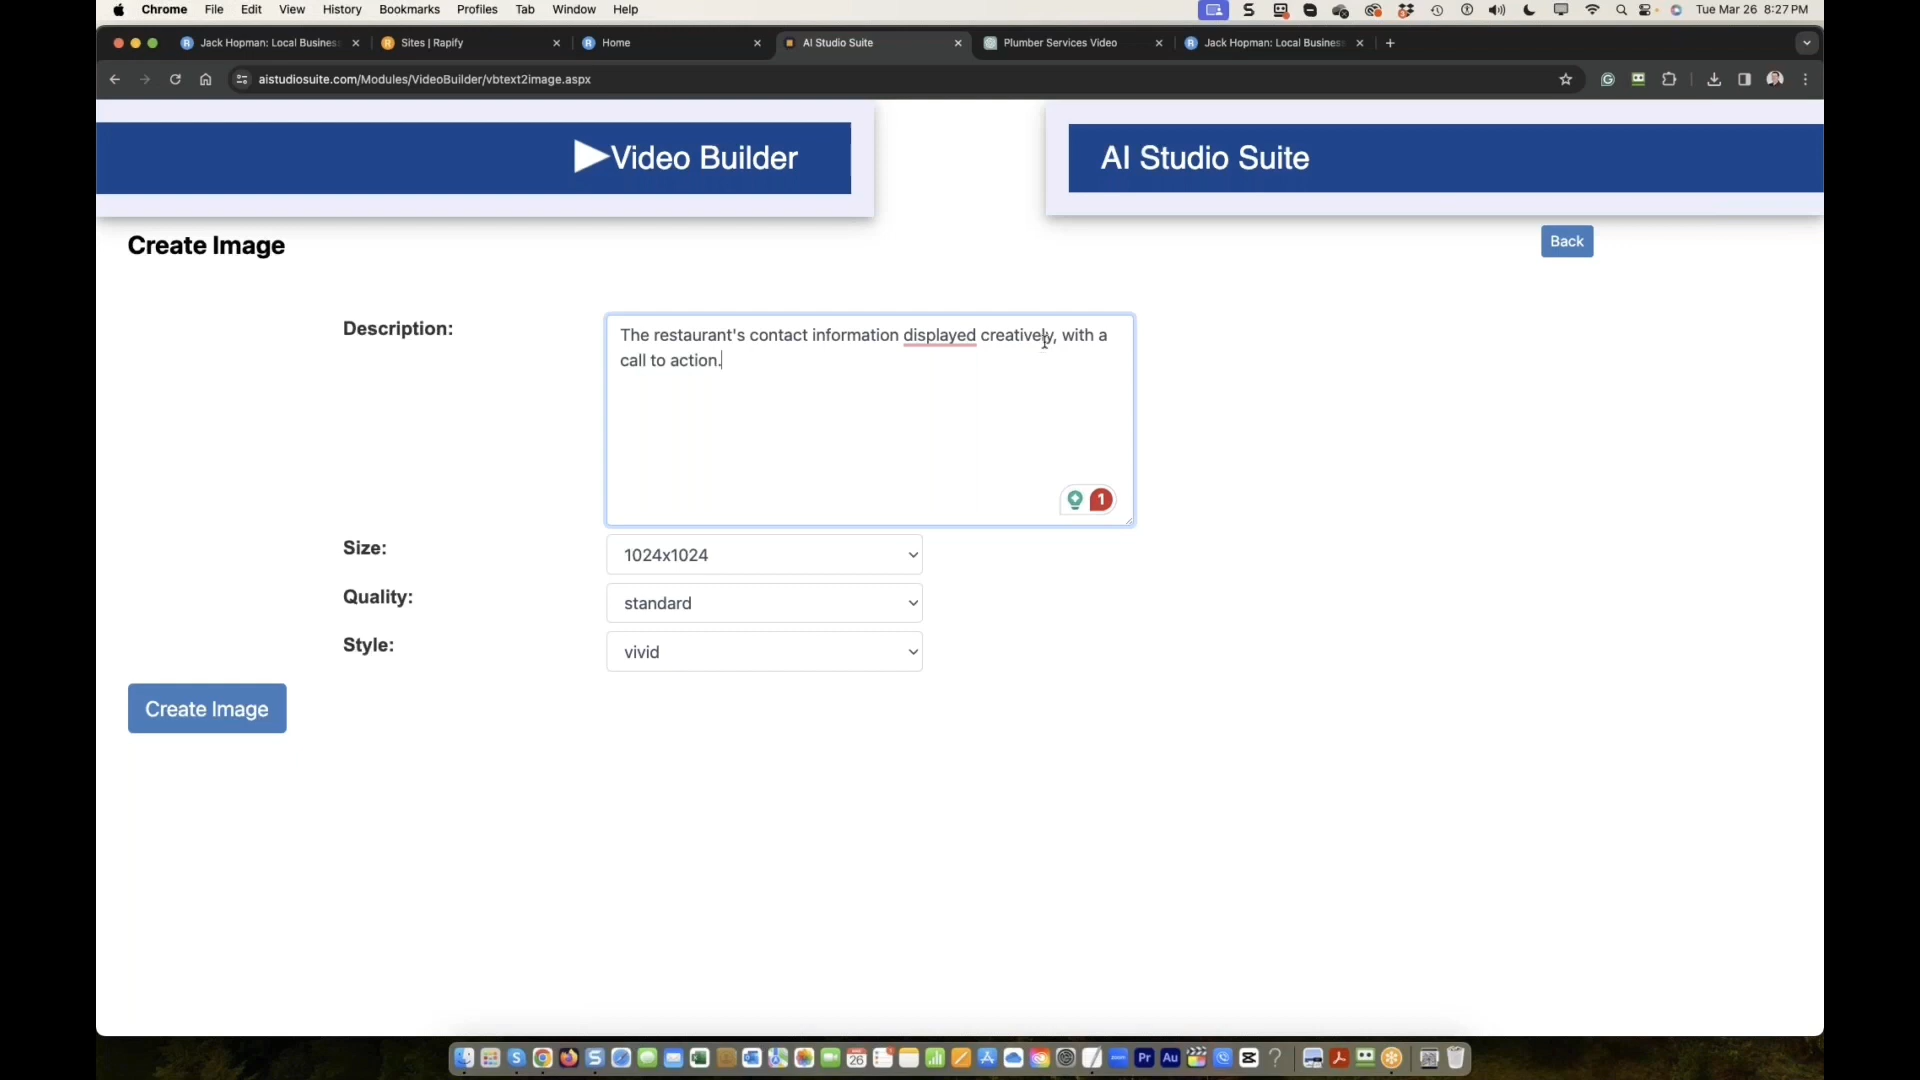 Chrome File Edit View History Bookmarks Profiles Tab Window Help
Tue Mar 26 8:27 PM
Jack Hopman: Local Busines
Sites | Rapify
Home
AI Studio Suite
Plumber Services Video
Jack Hopman: Local Busines
aistudiosuite.com/Modules/VideoBuilder/vbtext2image.aspx
Video Builder
AI Studio Suite
Create Image
Back
Description:
The restaurant's contact information displayed creatively, with a
call to action.
1
Size:
1024x1024
Quality:
standard
Style:
vivid
Create Image